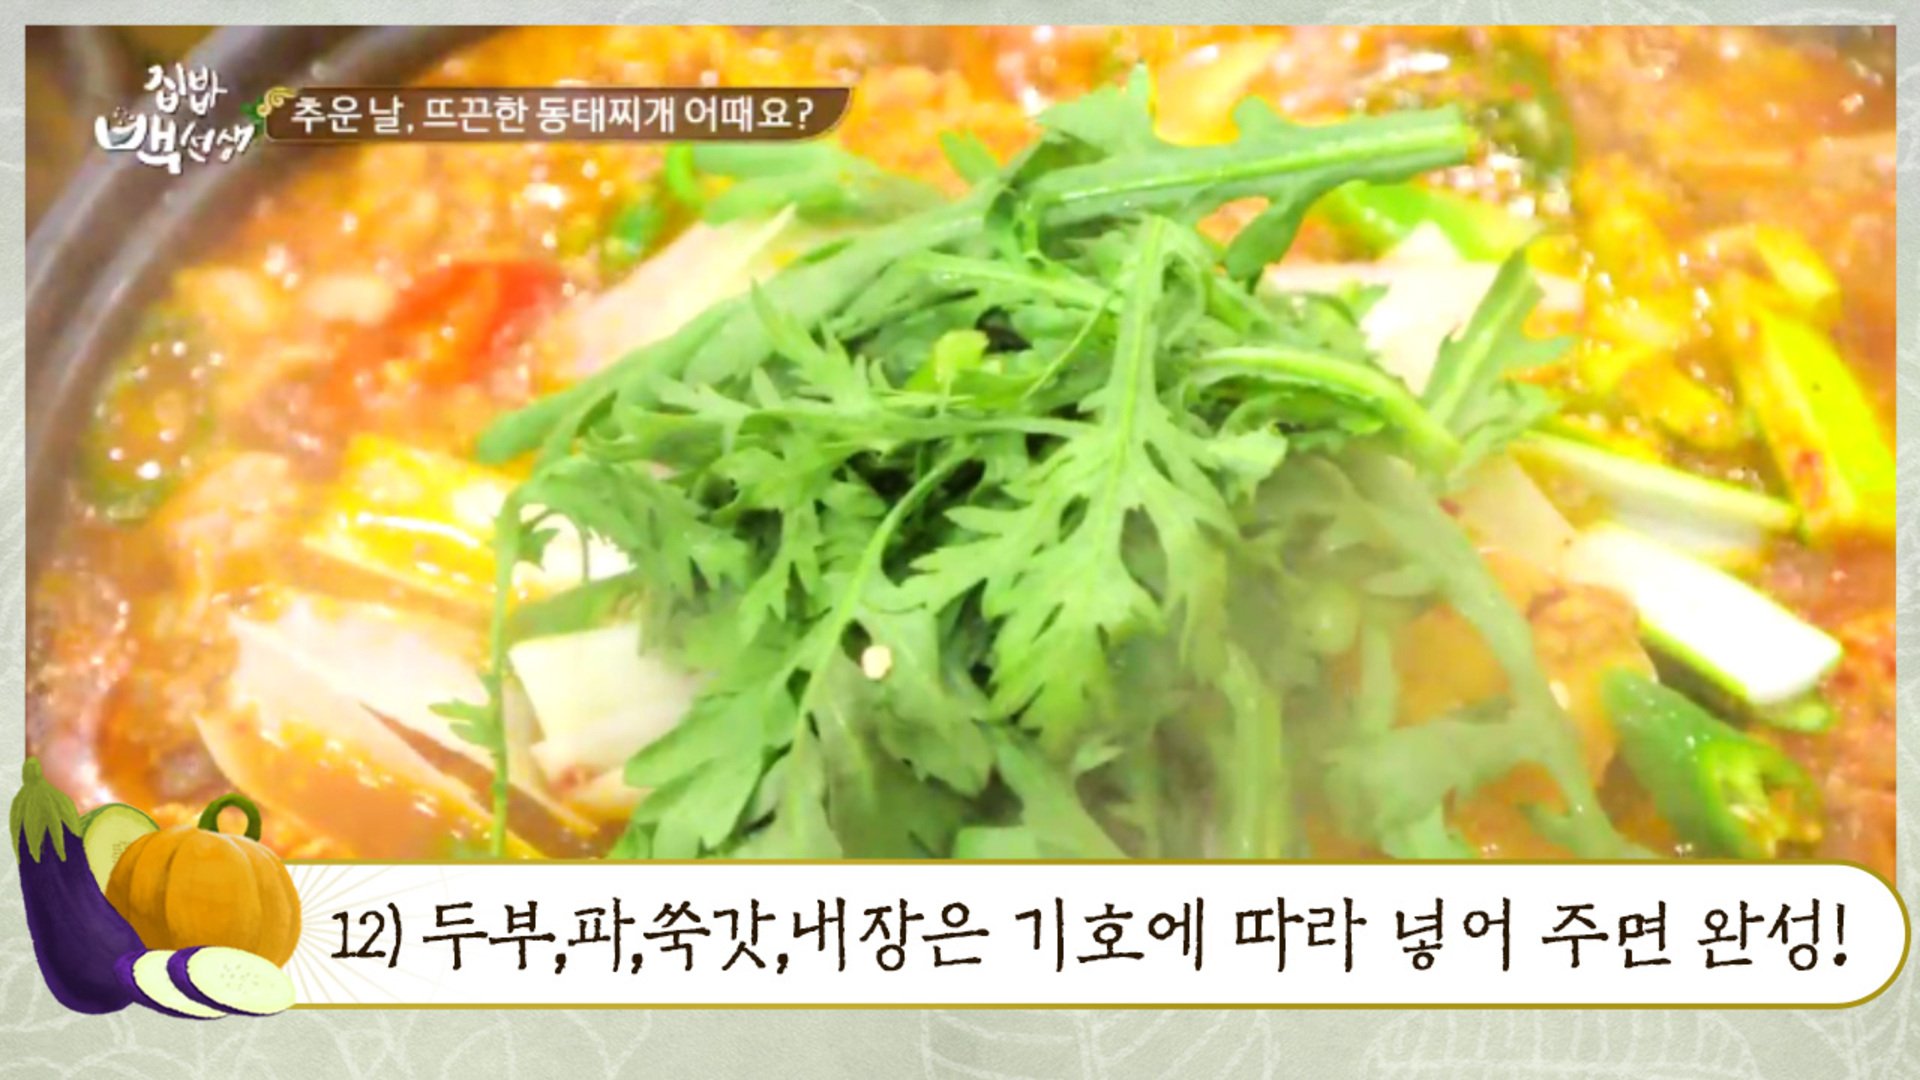 집밥
백선생
추운 날, 뜨끈한 동태찌개 어때요?
12) 두부,파,쑥갓,내장은 기호에 따라 넣어 주면 완성!